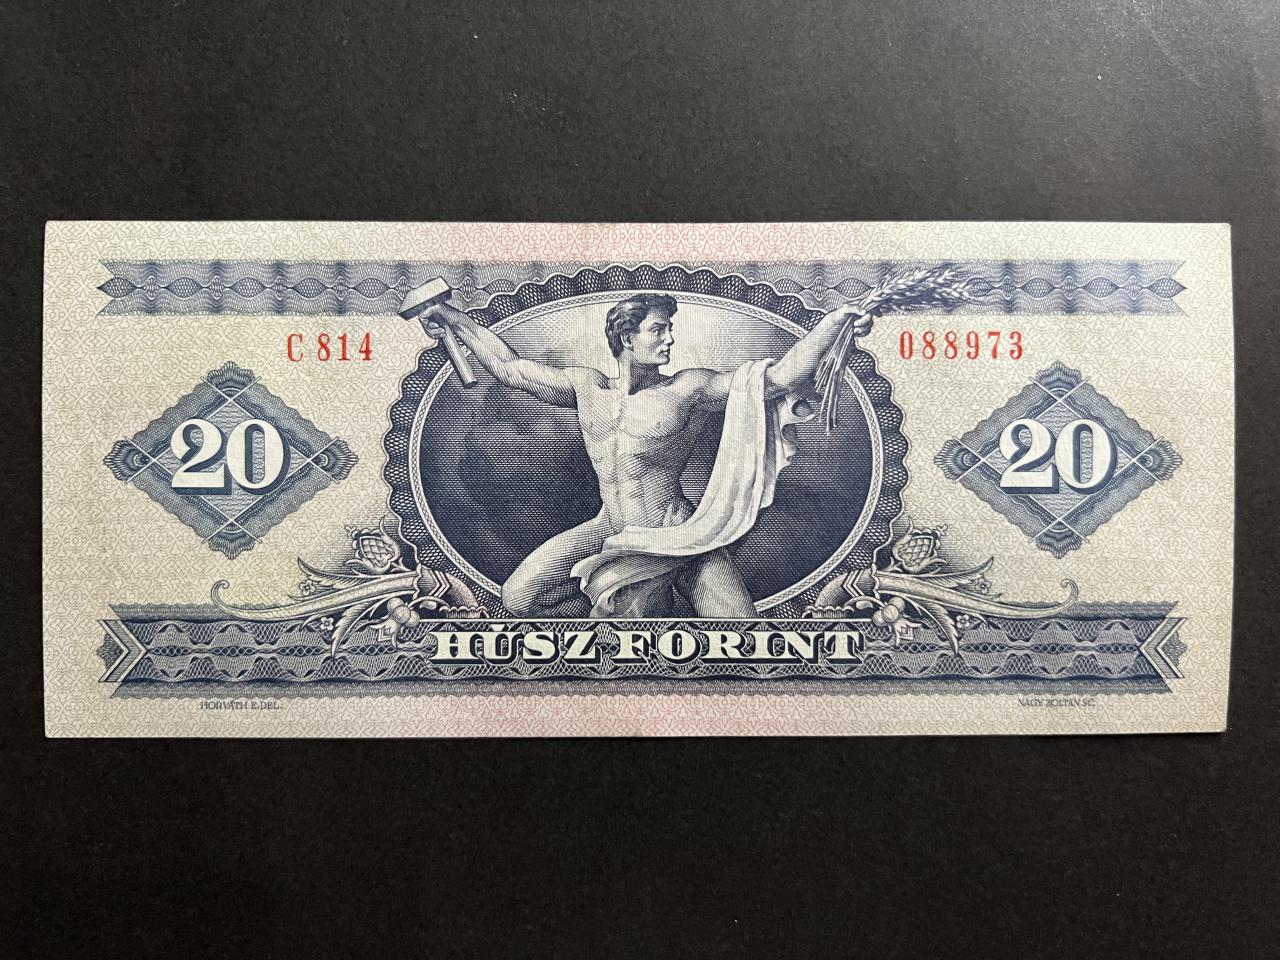 C 814
088973
20
20
HÚSZ FORINT
HORVÁTH E. DEL.
NAGY ZOLTÁN SC.